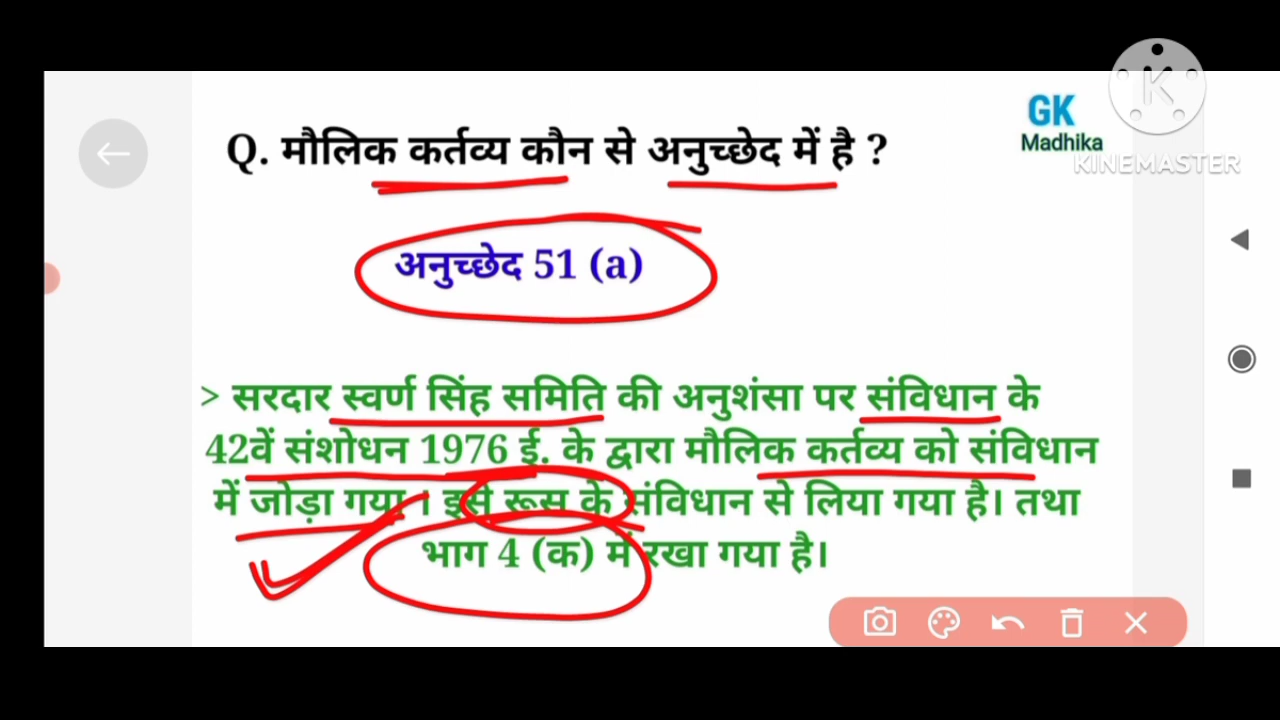 GK
Madhika
K
KINEMASTER
Q. मौलिक कर्तव्य कौन से अनुच्छेद में है ?
अनुच्छेद 51 (a)
> सरदार स्वर्ण सिंह समिति की अनुशंसा पर संविधान के
42वें संशोधन 1976 ई. के द्वारा मौलिक कर्तव्य को संविधान
में जोड़ा गया । इसे रूस के संविधान से लिया गया है। तथा
भाग 4 (क) में रखा गया है।